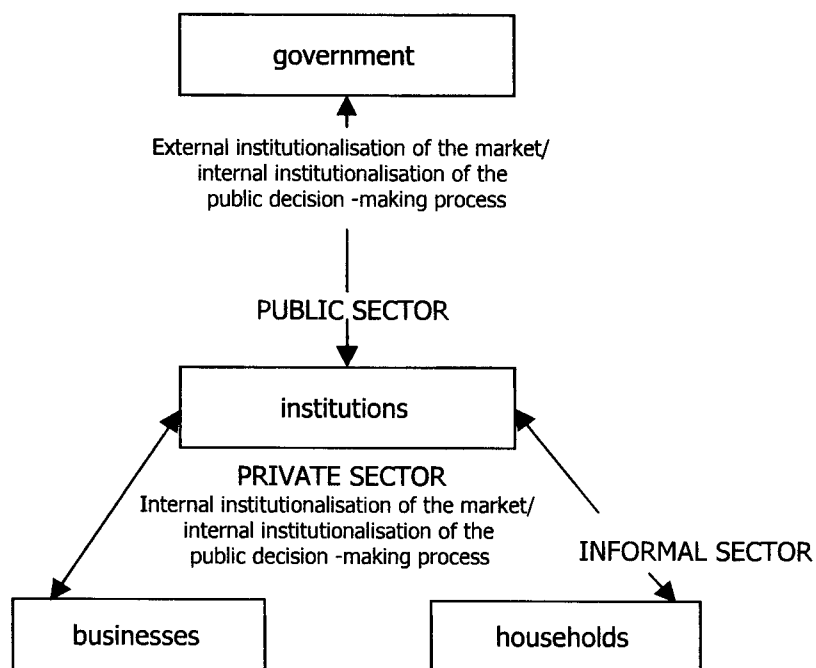 government
External institutionalisation of the market/
internal institutionalisation of the
public decision -making process
PUBLIC SECTOR
institutions
PRIVATE SECTOR
Internal institutionalisation of the market/
internal institutionalisation of the
public decision -making process
INFORMAL SECTOR
businesses
households